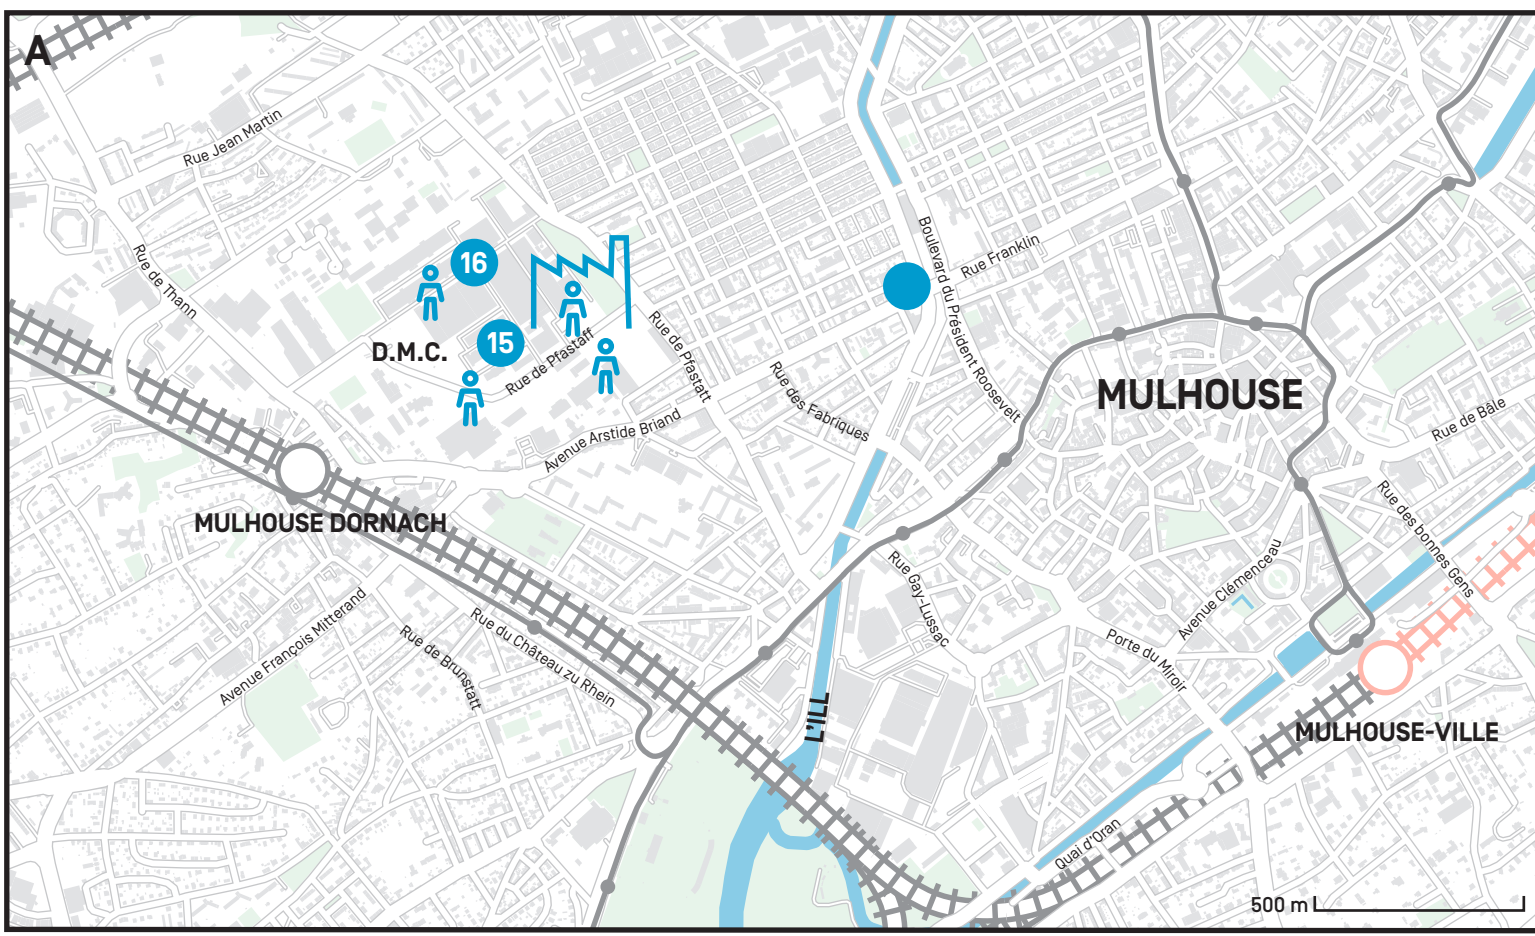 A
Rue Jean Martin
Rue de Thann
16
15
D.M.C.
Rue de Pfastaff
Rue de Pfastatt
Boulevard du Président Roosevelt
Rue Franklin
Rue des Fabriques
Avenue Arstide Briand
MULHOUSE
Rue de Bâle
MULHOUSE DORNACH
Rue des bonnes Gens
Rue Gay-Lussac
Avenue Clémenceau
Avenue François Mitterand
Rue de Brunstatt
Rue du Château zu Rhein
Porte du Miroir
L'ILL
MULHOUSE-VILLE
Quai d'Oran
500 m